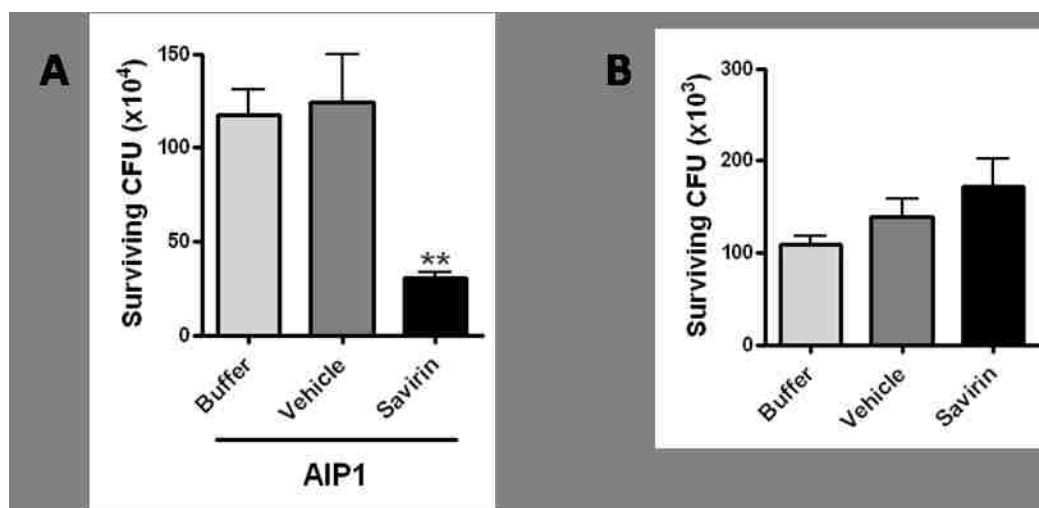 A
Surviving CFU (x10⁴)
150
100
50
0
**
Buffer
Vehicle
Savirin
AIP1
B
Surviving CFU (x10³)
300
200
100
0
Buffer
Vehicle
Savirin